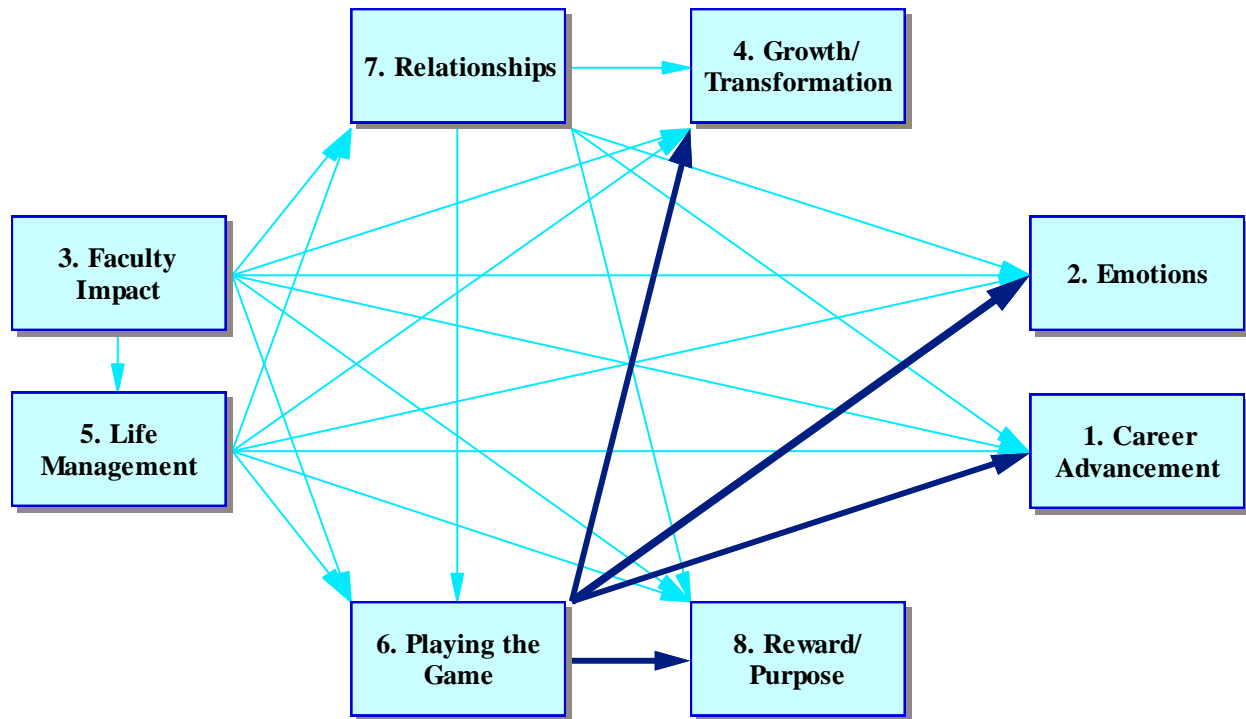 7. Relationships
4. Growth/
Transformation
3. Faculty
Impact
2. Emotions
5. Life
Management
1. Career
Advancement
6. Playing the
Game
8. Reward/
Purpose